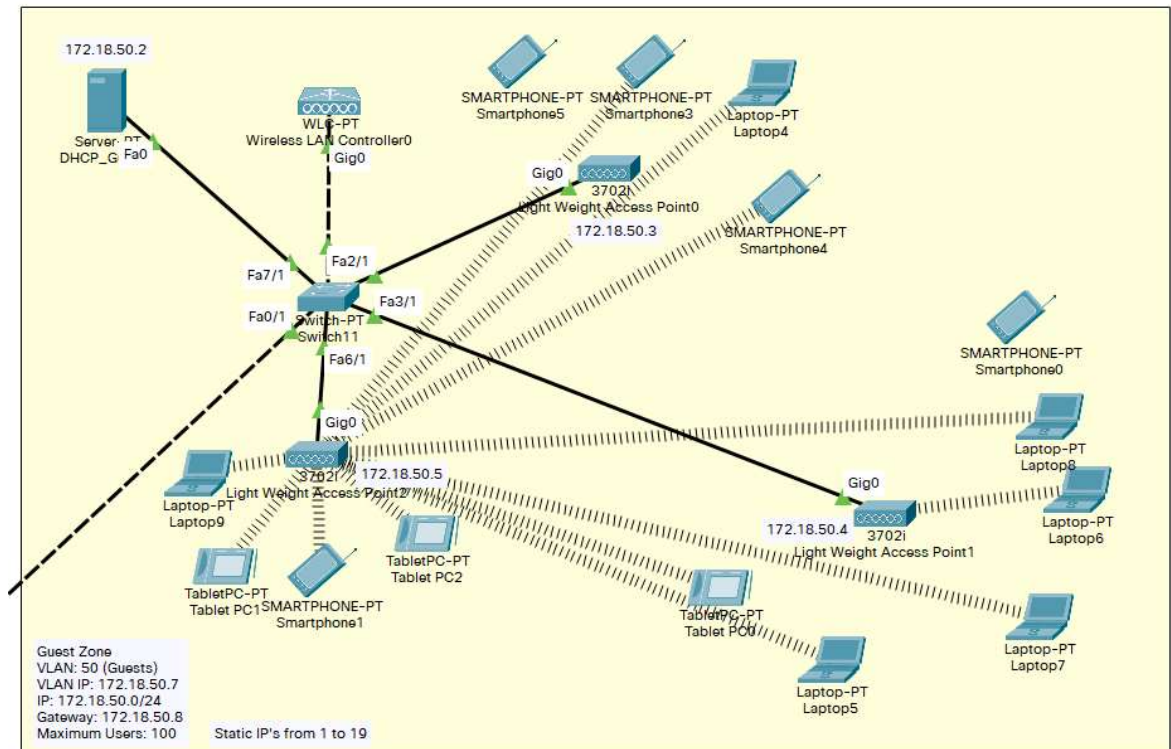 172.18.50.2
Server-PT
DHCP_G
Fa0
WLC-PT
Wireless LAN Controller0
Gig0
SMARTPHONE-PT
Smartphone5
SMARTPHONE-PT
Smartphone3
Laptop-PT
Laptop4
Gig0
3702i
Light Weight Access Point0
172.18.50.3
SMARTPHONE-PT
Smartphone4
Fa7/1
Fa2/1
Fa0/1
Fa3/1
Switch-PT
Switch11
Fa6/1
SMARTPHONE-PT
Smartphone0
Gig0
3702i
172.18.50.5
Light Weight Access Point2
Laptop-PT
Laptop9
Laptop-PT
Laptop8
Gig0
172.18.50.4
3702i
Light Weight Access Point1
Laptop-PT
Laptop6
TabletPC-PT
Tablet PC2
TabletPC-PT
Tablet PC1
SMARTPHONE-PT
Smartphone1
TabletPC-PT
Tablet PC0
Laptop-PT
Laptop7
Laptop-PT
Laptop5
Guest Zone
VLAN: 50 (Guests)
VLAN IP: 172.18.50.7
IP: 172.18.50.0/24
Gateway: 172.18.50.8
Maximum Users: 100
Static IP's from 1 to 19